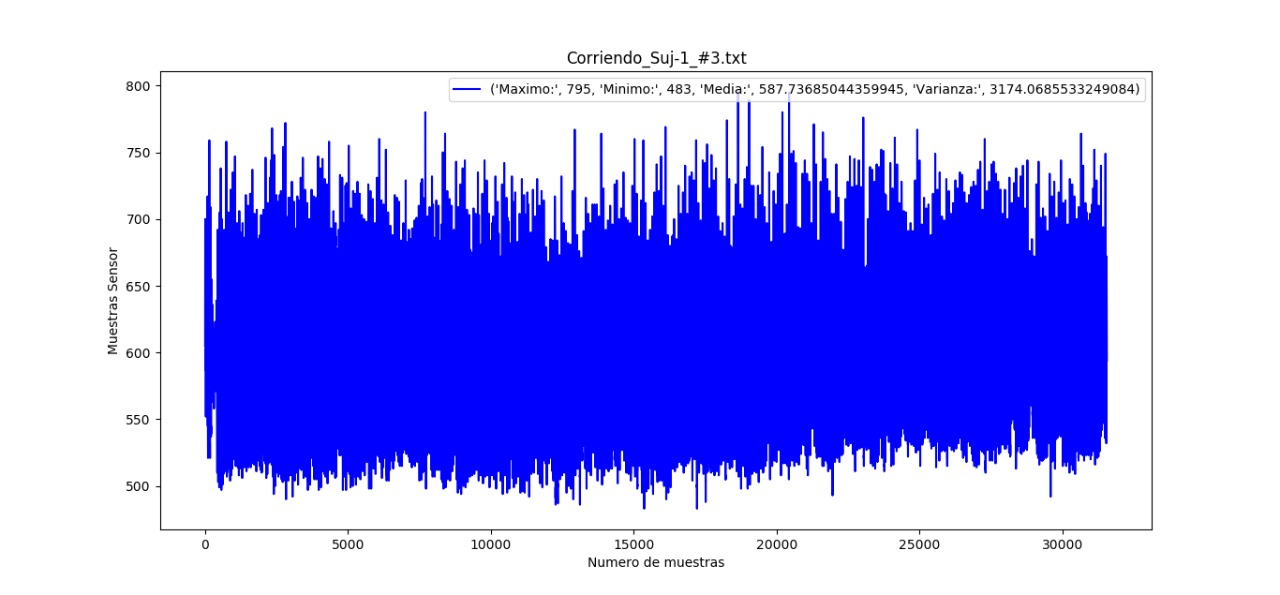 Corriendo_Suj-1_#3.txt
('Maximo:', 795, 'Minimo:', 483, 'Media:', 587.73685044359945, 'Varianza:', 3174.0685533249084)
800
750
700
650
600
550
500
Muestras Sensor
0 5000 10000 15000 20000 25000 30000
Numero de muestras